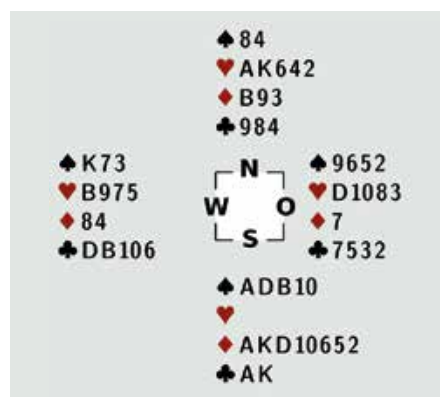 ♠ 84
♥ AK642
♦ B93
♣ 984
♠ K73
♥ B975
♦ 84
♣ DB106
N
W O
S
♠ 9652
♥ D1083
♦ 7
♣ 7532
♠ ADB10
♥
♦ AKD10652
♣ AK